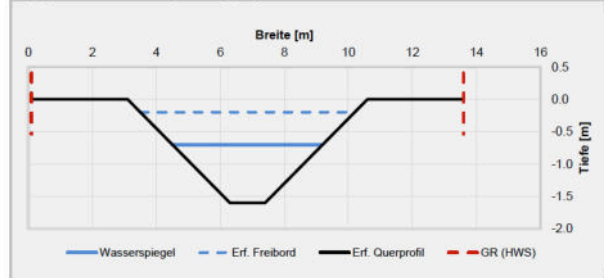 Breite [m]
0 2 4 6 8 10 12 14 16
0.5
0.0
-0.5
-1.0
-1.5
-2.0
Tiefe [m]
Wasserspiegel Erf. Freibord Erf. Querprofil GR (HWS)